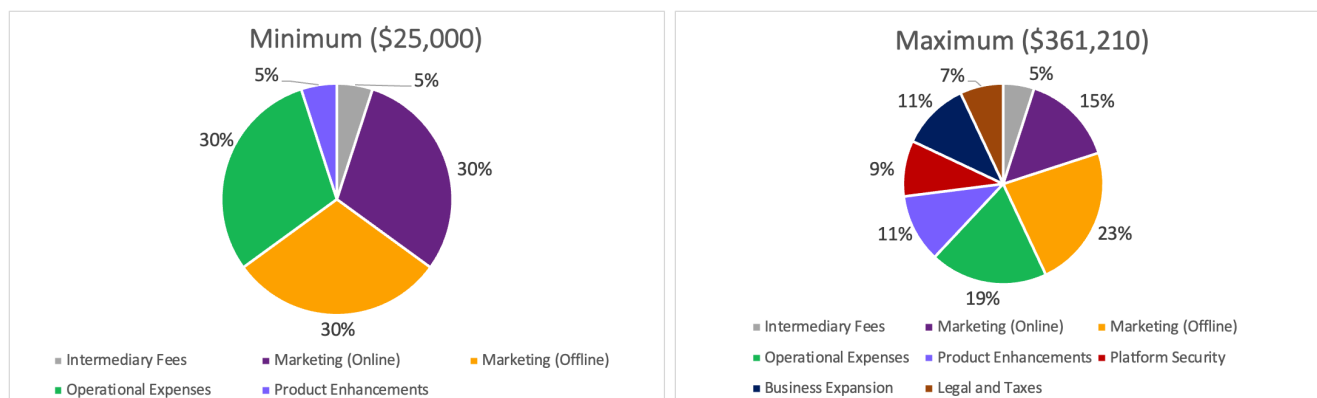 Minimum ($25,000)
5%
5%
30%
30%
30%
Intermediary Fees
Marketing (Online)
Marketing (Offline)
Operational Expenses
Product Enhancements
Maximum ($361,210)
7%
5%
11%
15%
9%
11%
23%
19%
Intermediary Fees
Marketing (Online)
Marketing (Offline)
Operational Expenses
Product Enhancements
Platform Security
Business Expansion
Legal and Taxes